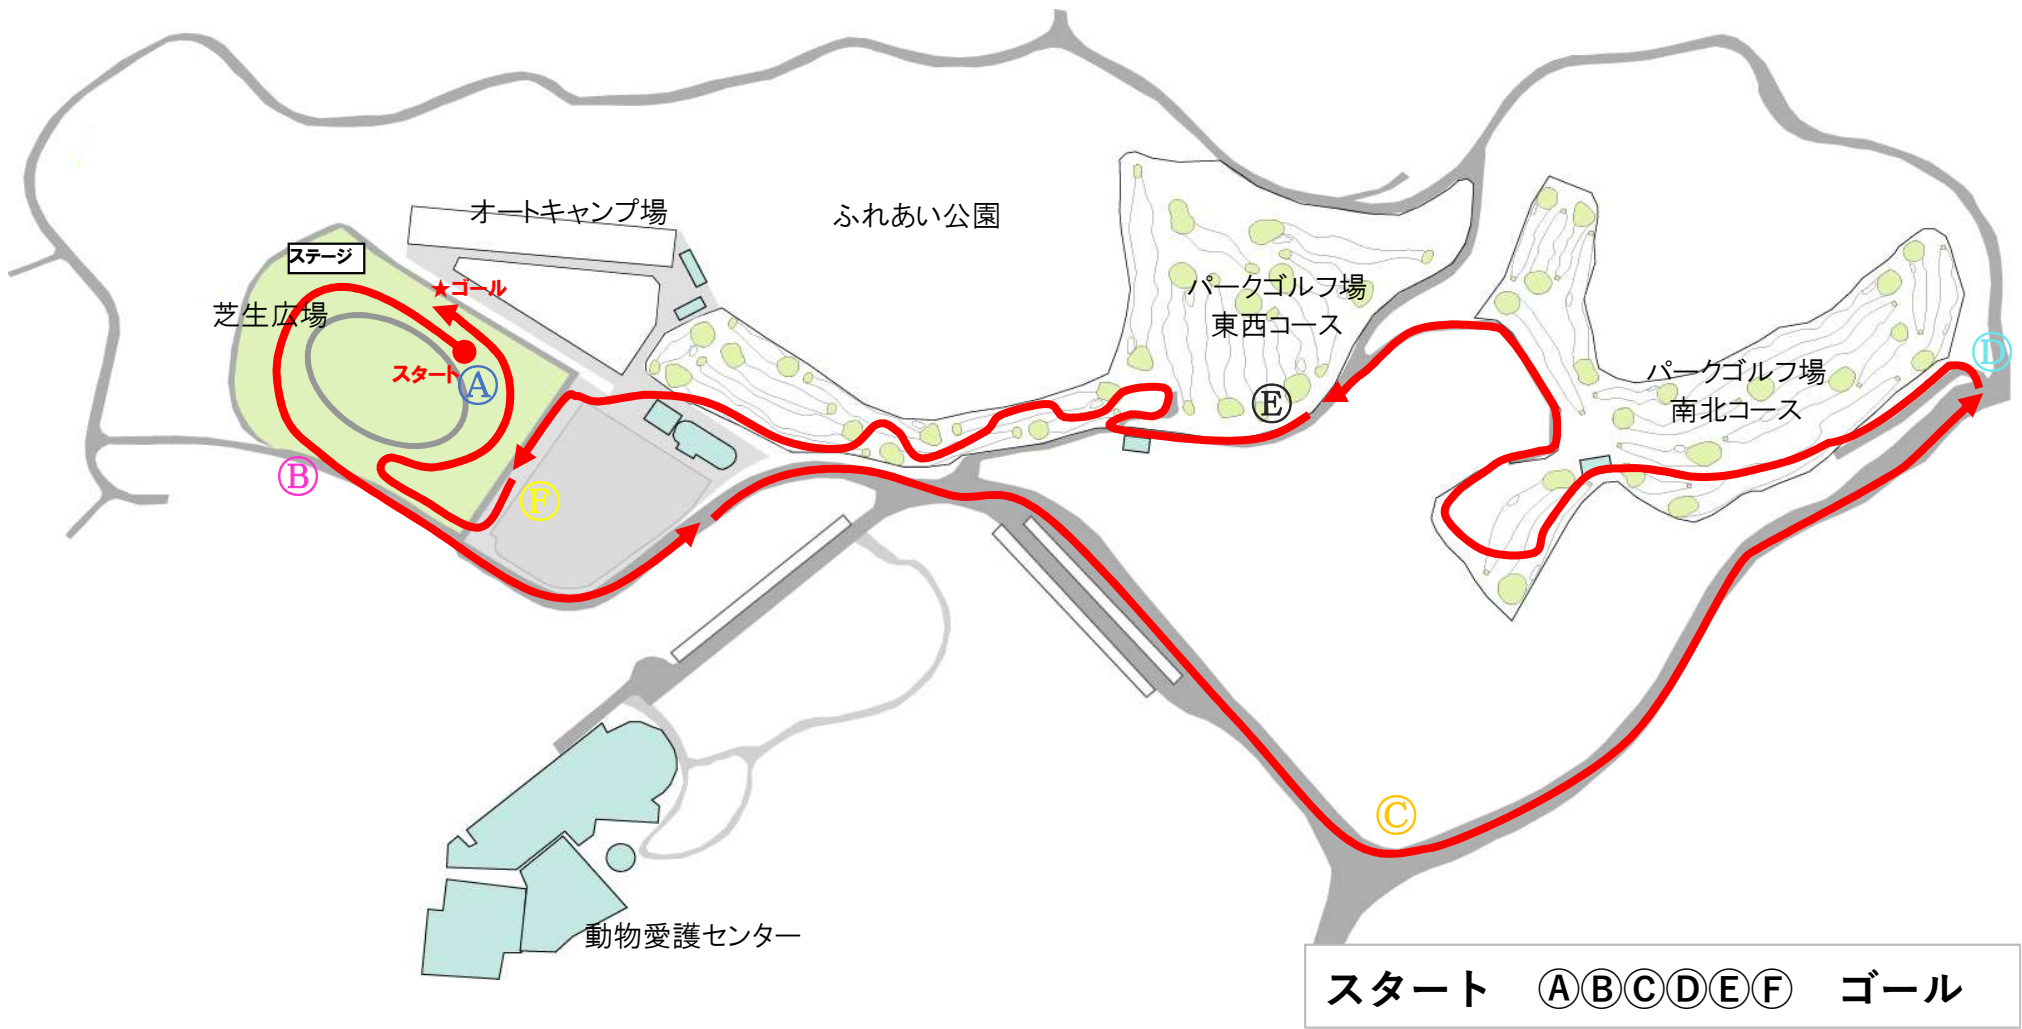 オートキャンプ場
ふれあい公園
ステージ
★ゴール
芝生広場
パークゴルフ場
東西コース
スタート
Ⓐ
Ⓓ
パークゴルフ場
南北コース
Ⓔ
Ⓑ
Ⓕ
Ⓒ
動物愛護センター
スタート　ⒶⒷⒸⒹⒺⒻ　ゴール